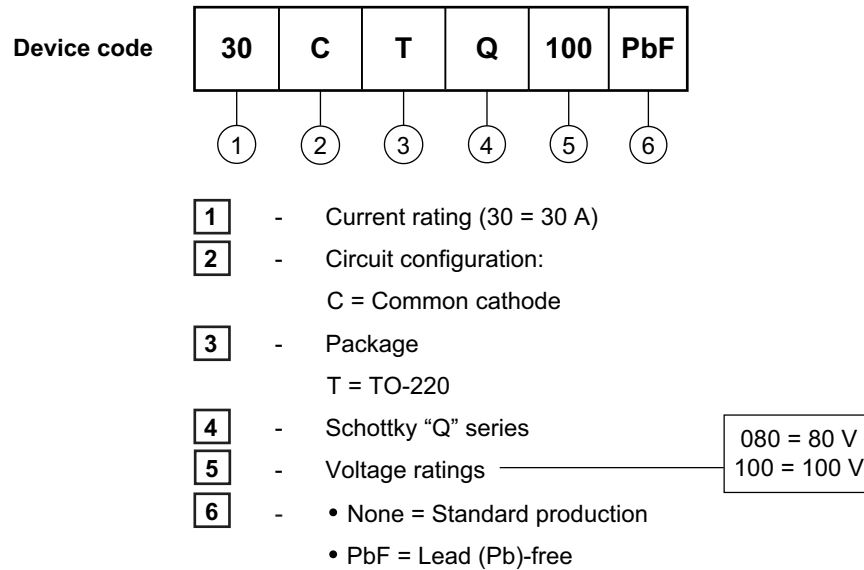 Device code 30 C T Q 100 PbF
1 2 3 4 5 6
1 - Current rating (30 = 30 A)
2 - Circuit configuration:
C = Common cathode
3 - Package
T = TO-220
4 - Schottky “Q” series
5 - Voltage ratings
080 = 80 V
100 = 100 V
6 - • None = Standard production
• PbF = Lead (Pb)-free